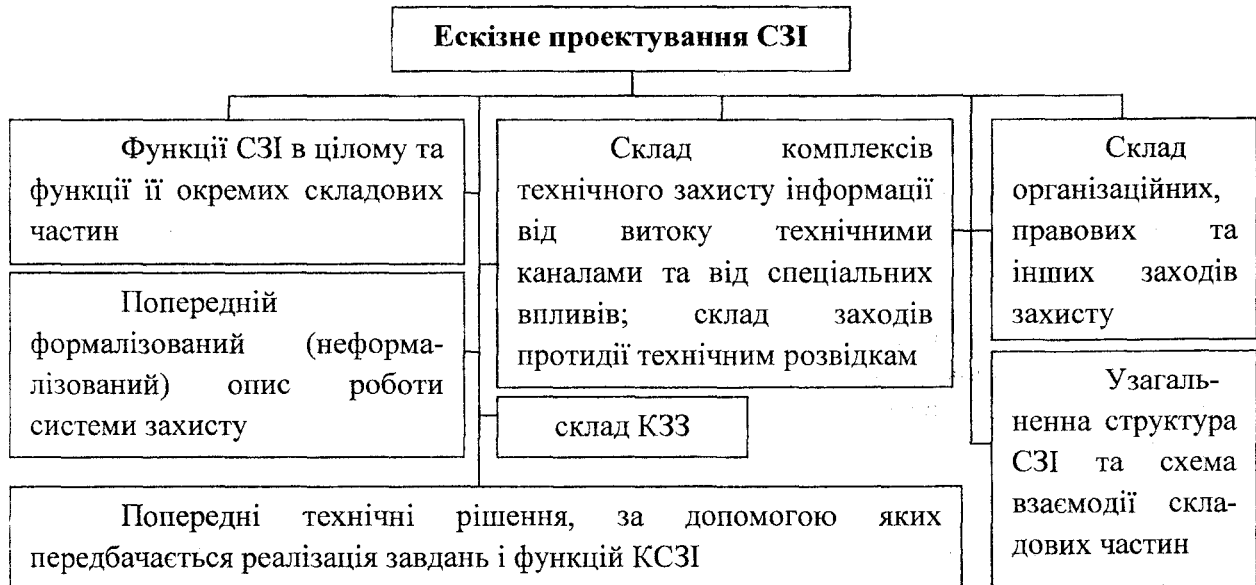 Ескізне проектування СЗІ
Функції СЗІ в цілому та
функції її окремих складових
частин
Попередній
формалізований (неформа-
лізований) опис роботи
системи захисту
Склад комплексів
технічного захисту інформації
від витоку технічними
каналами та від спеціальних
впливів; склад заходів
протидії технічним розвідкам
склад КЗЗ
Склад
організаційних,
правових та
інших заходів
захисту
Узагаль-
ненна структура
СЗІ та схема
взаємодії скла-
дових частин
Попередні технічні рішення, за допомогою яких
передбачається реалізація завдань і функцій КСЗІ